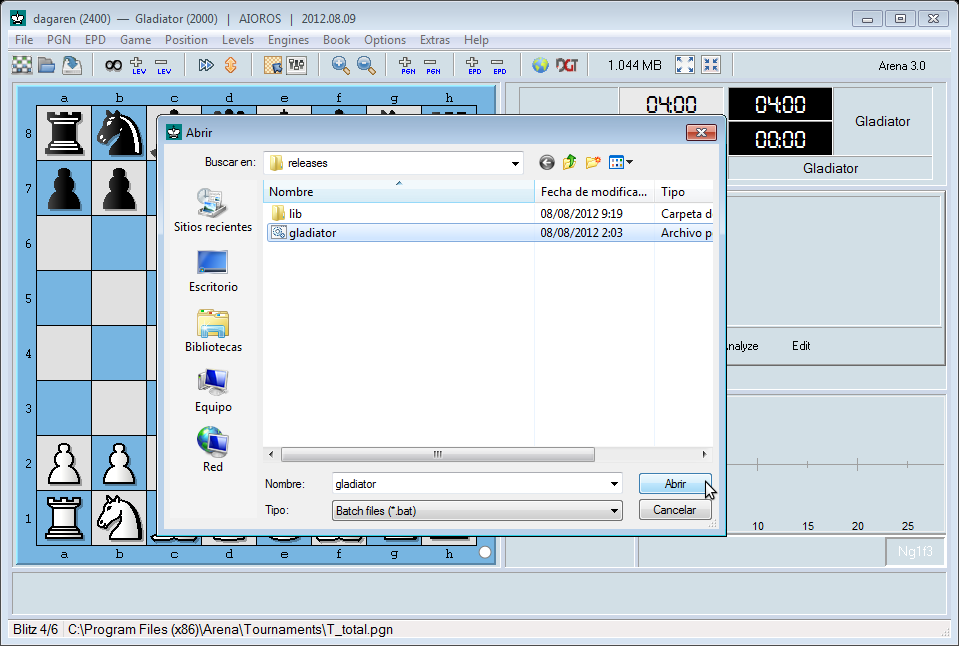 dagaren (2400) — Gladiator (2000) | AIOROS | 2012.08.09
File PGN EPD Game Position Levels Engines Book Options Extras Help
LEV LEV PGN PGN EPD EPD DGT 1.044 MB Arena 3.0
a b c d e f g h
8
7
6
5
4
3
2
1
a b c d e f g h
04:00
04:00
00:00
Gladiator
Gladiator
Abrir
Buscar en: releases
Sitios recientes
Escritorio
Bibliotecas
Equipo
Red
Nombre Fecha de modifica... Tipo
lib 08/08/2012 9:19 Carpeta d
gladiator 08/08/2012 2:03 Archivo p
Nombre: gladiator Abrir
Tipo: Batch files (*.bat) Cancelar
nalyze Edit
10 15 20 25
Ng1f3
Blitz 4/6 C:\Program Files (x86)\Arena\Tournaments\T_total.pgn